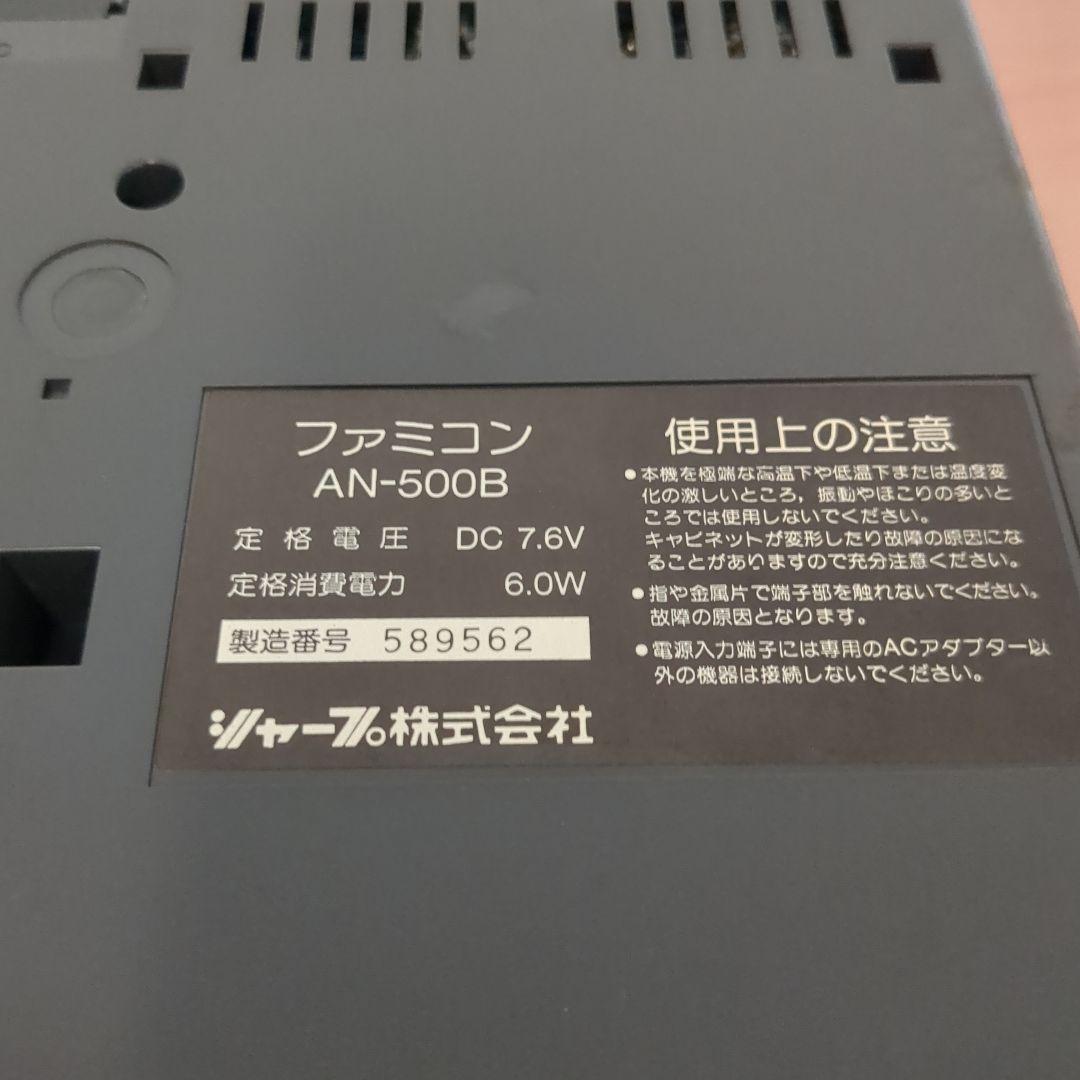 ファミコン
AN-500B
定格電圧 DC 7.6V
定格消費電力 6.0W
製造番号 589562
シャープ株式会社
使用上の注意
●本機を極端な高温下や低温下または温度変
化の激しいところ，振動やほこりの多いと
ころでは使用しないでください。
キャビネットが変形したり故障の原因にな
ることがありますので充分注意ください。
●指や金属片で端子部を触れないでください。
故障の原因となります。
●電源入力端子には専用のACアダプター以
外の機器は接続しないでください。